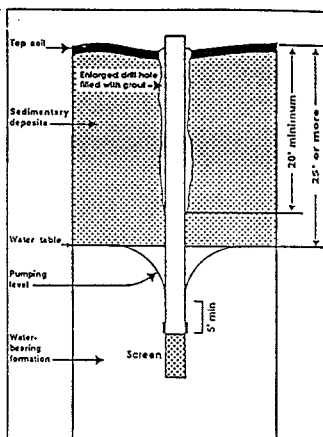 Top soil
Enlarged drill hole
filled with grout
Sedimentary
deposits
20' minimum
25' or more
Water table
Pumping
level
5' min
Water-
bearing
formation
Screen